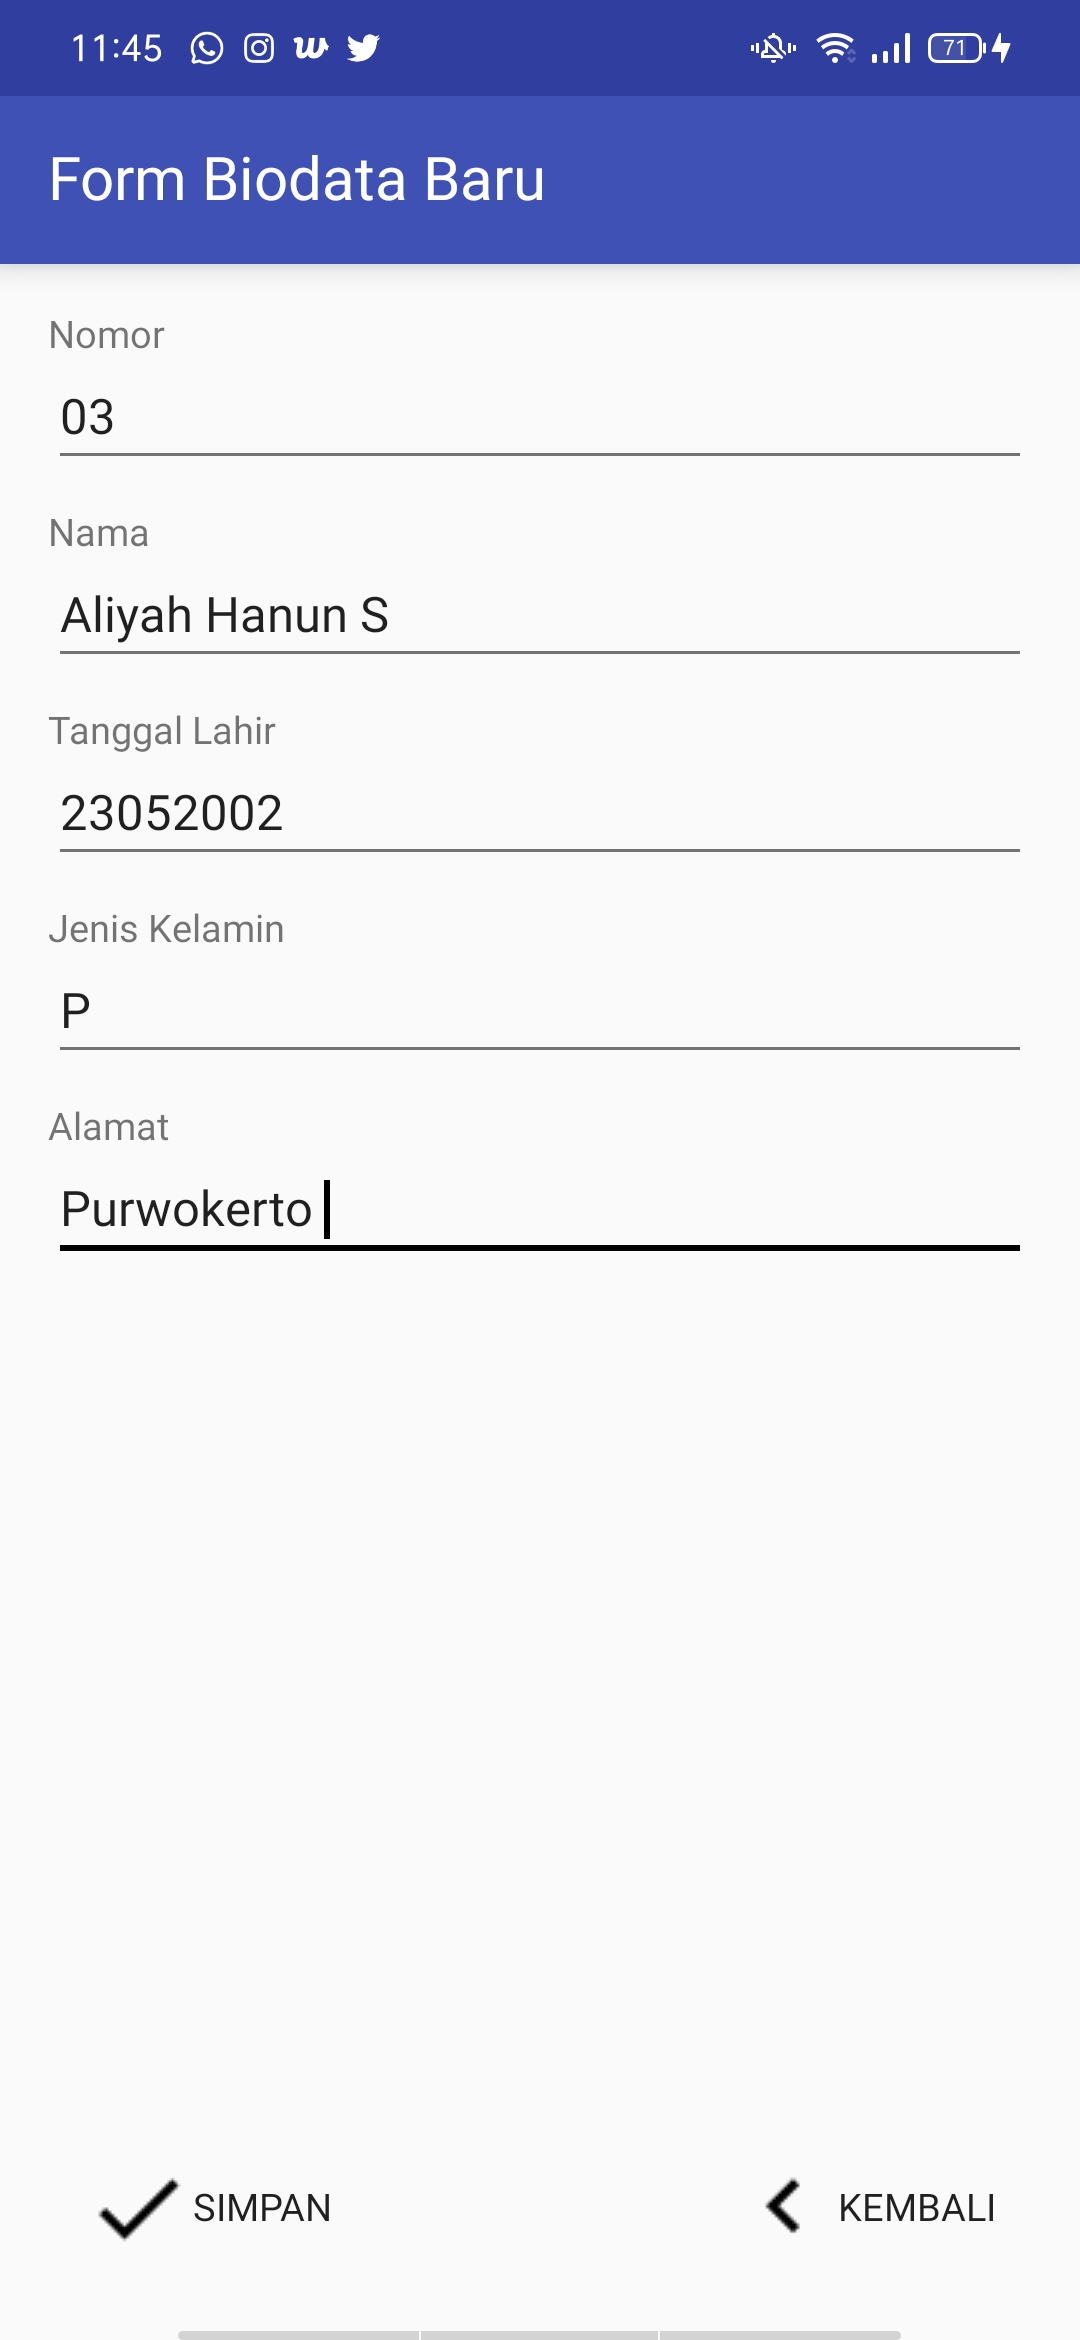 11:45 71
Form Biodata Baru
Nomor
03
Nama
Aliyah Hanun S
Tanggal Lahir
23052002
Jenis Kelamin
P
Alamat
Purwokerto
SIMPAN KEMBALI